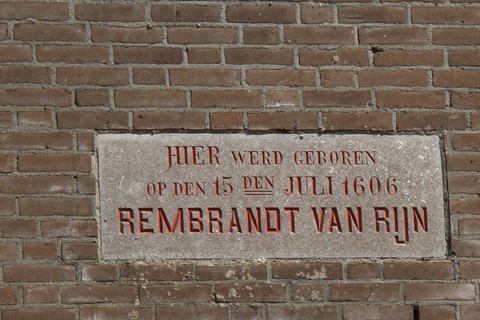 HIER WERD GEBOREN
OP DEN 15 DEN JULI 1606
REMBRANDT VAN RIJN